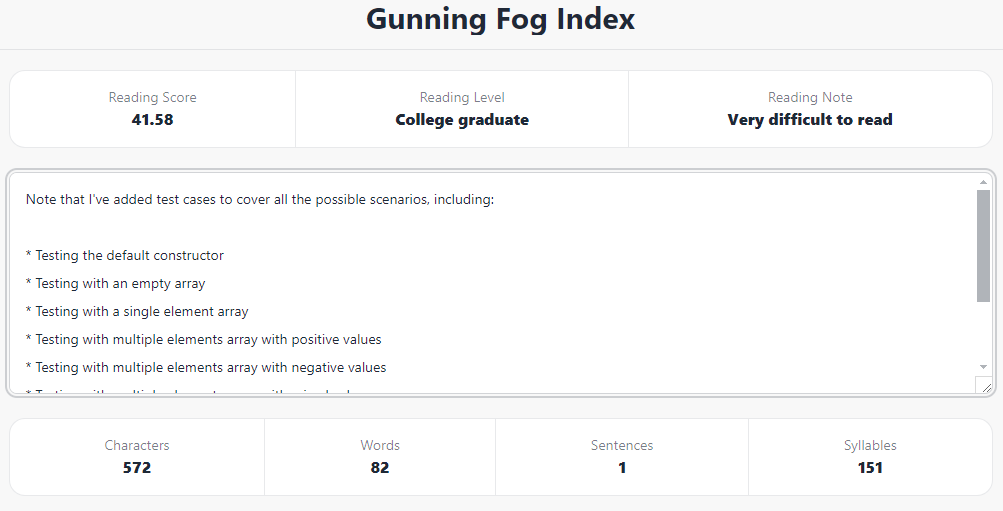 Gunning Fog Index
Reading Score
41.58
Reading Level
College graduate
Reading Note
Very difficult to read
Note that I've added test cases to cover all the possible scenarios, including:
* Testing the default constructor
* Testing with an empty array
* Testing with a single element array
* Testing with multiple elements array with positive values
* Testing with multiple elements array with negative values
Characters
572
Words
82
Sentences
1
Syllables
151